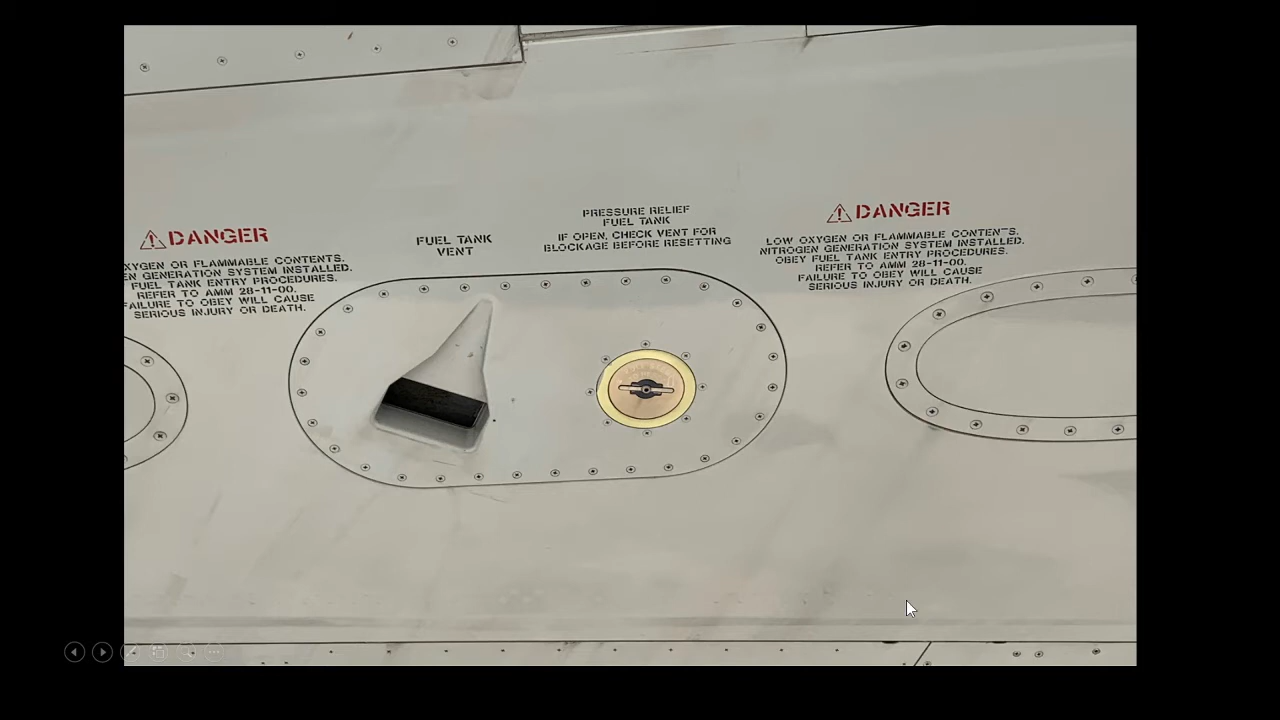 DANGER
XYGEN OR FLAMMABLE CONTENTS.
EN GENERATION SYSTEM INSTALLED.
FUEL TANK ENTRY PROCEDURES.
REFER TO AMM 28-11-00.
FAILURE TO OBEY WILL CAUSE
SERIOUS INJURY OR DEATH.
FUEL TANK
VENT
PRESSURE RELIEF
FUEL TANK
IF OPEN, CHECK VENT FOR
BLOCKAGE BEFORE RESETTING
DANGER
LOW OXYGEN OR FLAMMABLE CONTENTS.
NITROGEN GENERATION SYSTEM INSTALLED.
OBEY FUEL TANK ENTRY PROCEDURES.
REFER TO AMM 28-11-00.
FAILURE TO OBEY WILL CAUSE
SERIOUS INJURY OR DEATH.